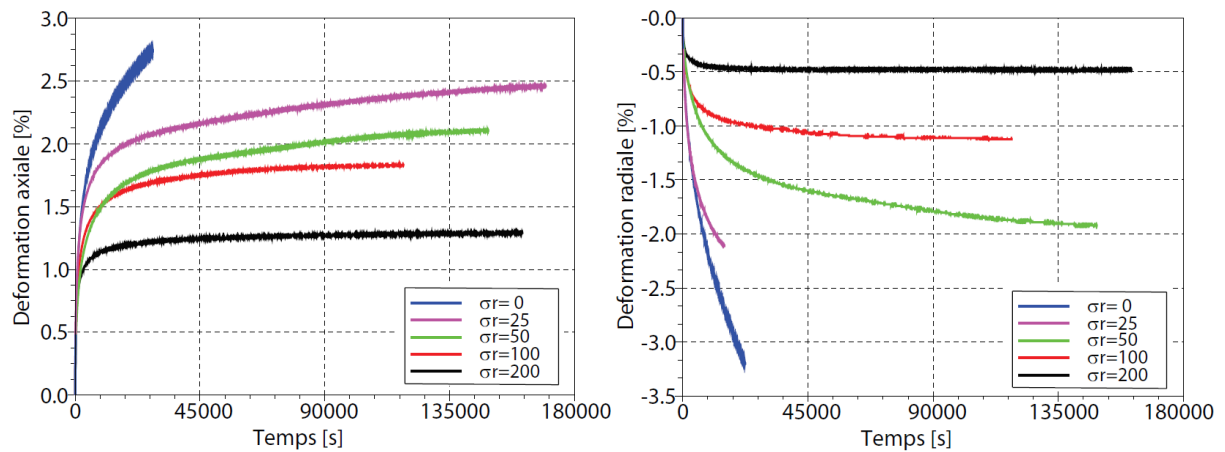 Deformation axiale [%]
3.0
2.5
2.0
1.5
1.0
0.5
0.0
0
45000
90000
135000
180000
Temps [s]
σr= 0
σr=25
σr=50
σr=100
σr=200
Deformation radiale [%]
-0.0
-0.5
-1.0
-1.5
-2.0
-2.5
-3.0
-3.5
0
45000
90000
135000
180000
Temps [s]
σr= 0
σr=25
σr=50
σr=100
σr=200